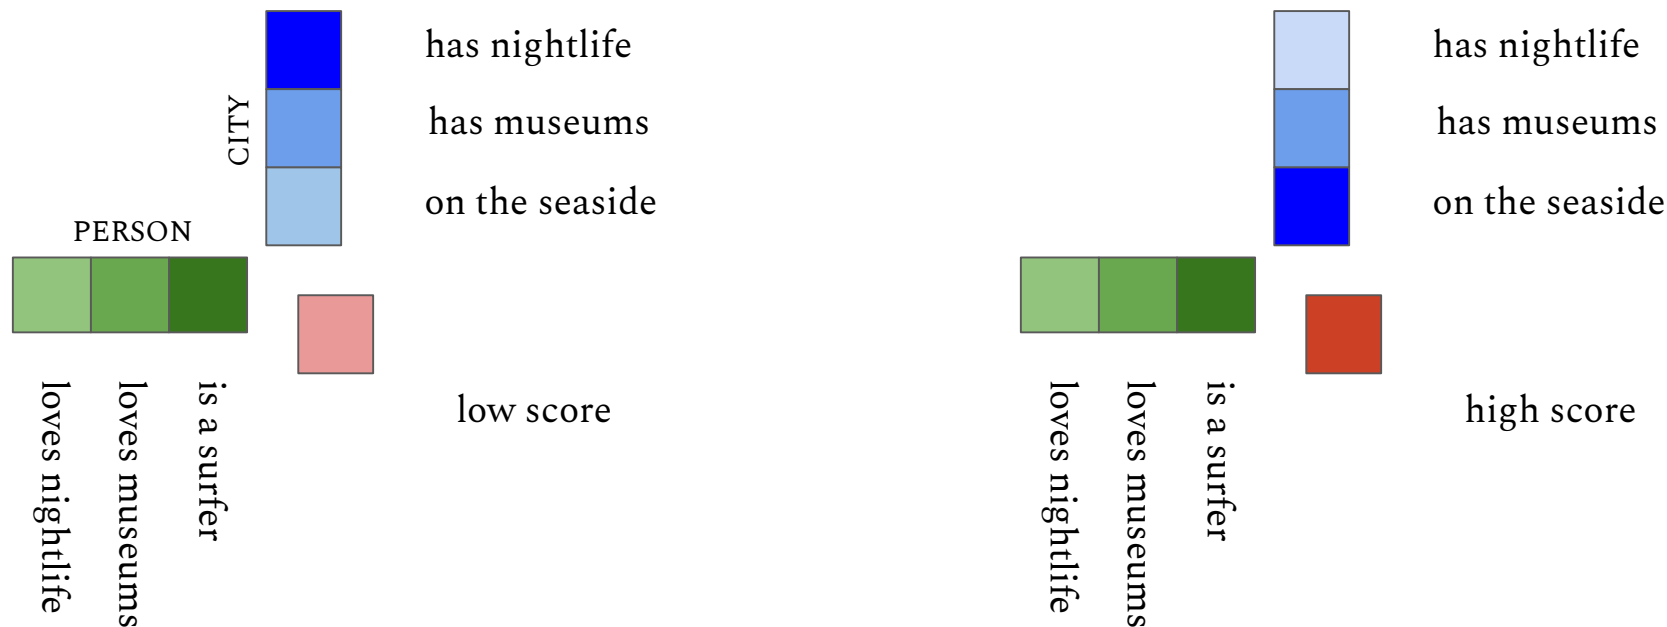 has nightlife
CITY
has museums
on the seaside
PERSON
loves nightlife
loves museums
is a surfer
low score
has nightlife
has museums
on the seaside
loves nightlife
loves museums
is a surfer
high score